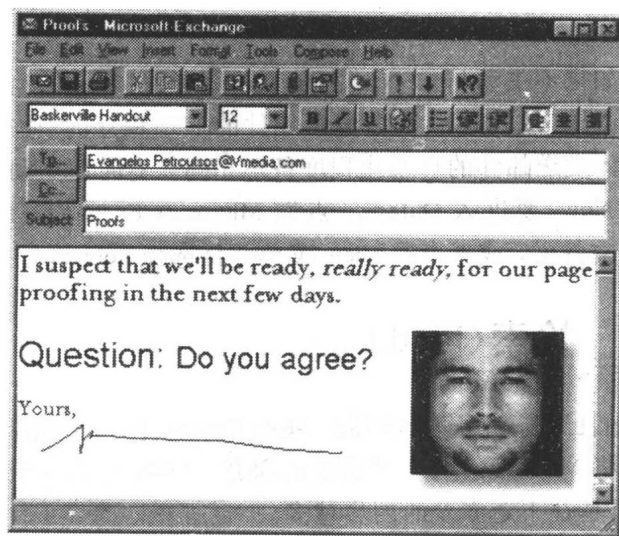 Proofs - Microsoft Exchange
File Edit View Insert Format Tools Compose Help
Baskerville Handcut 12 B I U
To... Evangelos Petroutsos@Vmedia.com
Cc...
Subject: Proofs
I suspect that we'll be ready, really ready, for our page
proofing in the next few days.
Question: Do you agree?
Yours,